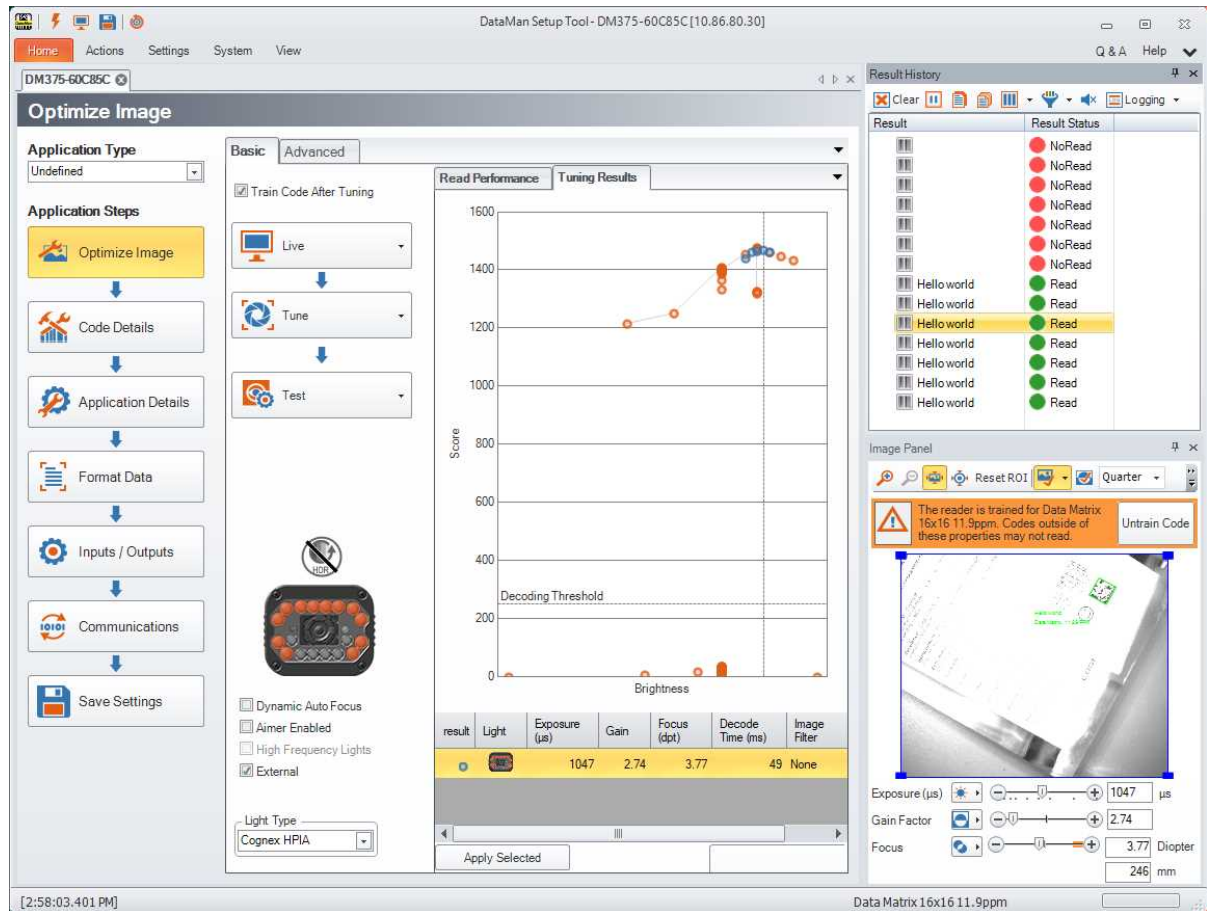 DataMan Setup Tool - DM375-60C85C [10.86.80.30]
Home Actions Settings System View Q & A Help
DM375-60C85C
Optimize Image
Application Type
Undefined
Application Steps
Optimize Image
Code Details
Application Details
Format Data
Inputs / Outputs
Communications
Save Settings
Basic Advanced
Train Code After Tuning
Live
Tune
Test
HDR
Dynamic Auto Focus
Aimer Enabled
High Frequency Lights
External
Light Type
Cognex HPIA
Read Performance Tuning Results
1600
1400
1200
1000
800
600
400
200
0
Score
Decoding Threshold
Brightness
result Light Exposure (µs) Gain Focus (dpt) Decode Time (ms) Image Filter
1047 2.74 3.77 49 None
Apply Selected
Result History
Clear Logging
Result Result Status
NoRead
NoRead
NoRead
NoRead
NoRead
NoRead
NoRead
Hello world Read
Hello world Read
Hello world Read
Hello world Read
Hello world Read
Hello world Read
Hello world Read
Image Panel
Reset ROI Quarter
The reader is trained for Data Matrix
16x16 11.9ppm. Codes outside of
these properties may not read.
Untrain Code
Exposure (µs) 1047 µs
Gain Factor 2.74
Focus 3.77 Diopter
246 mm
[2:58:03.401 PM] Data Matrix 16x16 11.9ppm